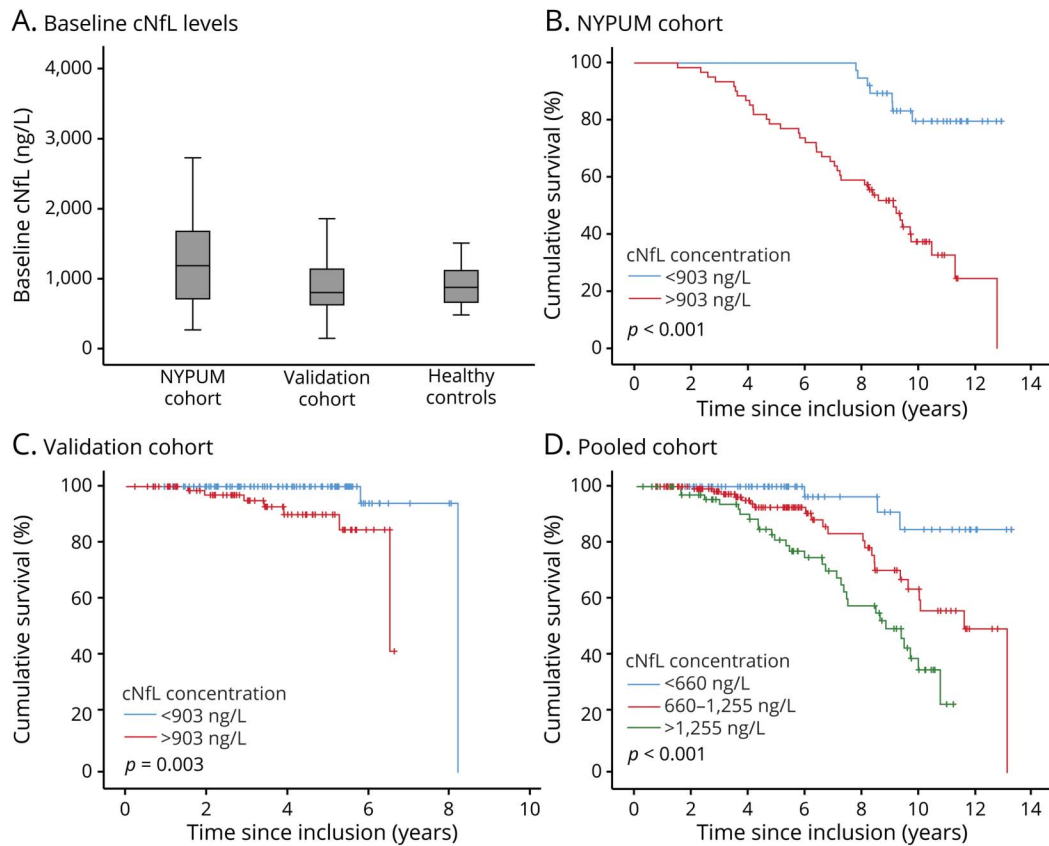 A. Baseline cNfL levels
4,000
3,000
2,000
1,000
0
Baseline cNfL (ng/L)
NYPUM cohort
Validation cohort
Healthy controls
B. NYPUM cohort
100
80
60
40
20
0
Cumulative survival (%)
cNfL concentration
<903 ng/L
>903 ng/L
p < 0.001
0 2 4 6 8 10 12 14
Time since inclusion (years)
C. Validation cohort
100
80
60
40
20
0
Cumulative survival (%)
cNfL concentration
<903 ng/L
>903 ng/L
p = 0.003
0 2 4 6 8 10
Time since inclusion (years)
D. Pooled cohort
100
80
60
40
20
0
Cumulative survival (%)
cNfL concentration
<660 ng/L
660–1,255 ng/L
>1,255 ng/L
p < 0.001
0 2 4 6 8 10 12 14
Time since inclusion (years)